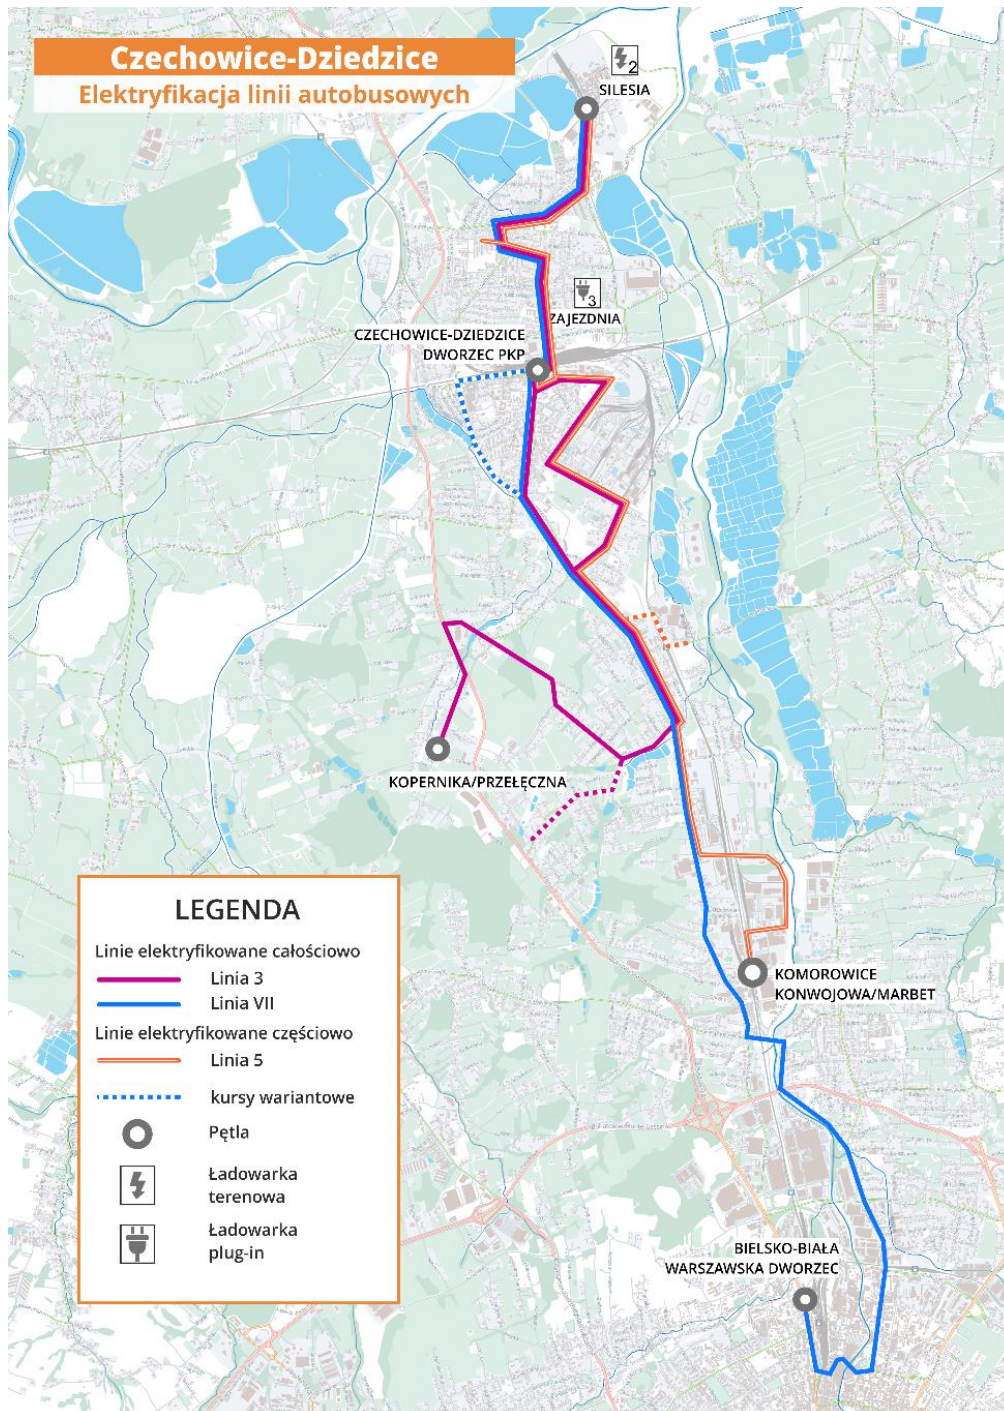 Czechowice-Dziedzice
Elektryfikacja linii autobusowych
2
SILESIA
3
ZAJEZDNIA
CZECHOWICE-DZIEDZICE
DWORZEC PKP
KOPERNIKA/PRZEŁĘCZNA
KOMOROWICE
KONWOJOWA/MARBET
BIELSKO-BIAŁA
WARSZAWSKA DWORZEC
LEGENDA
Linie elektryfikowane całościowo
Linia 3
Linia VII
Linie elektryfikowane częściowo
Linia 5
kursy wariantowe
Pętla
Ładowarka
terenowa
Ładowarka
plug-in